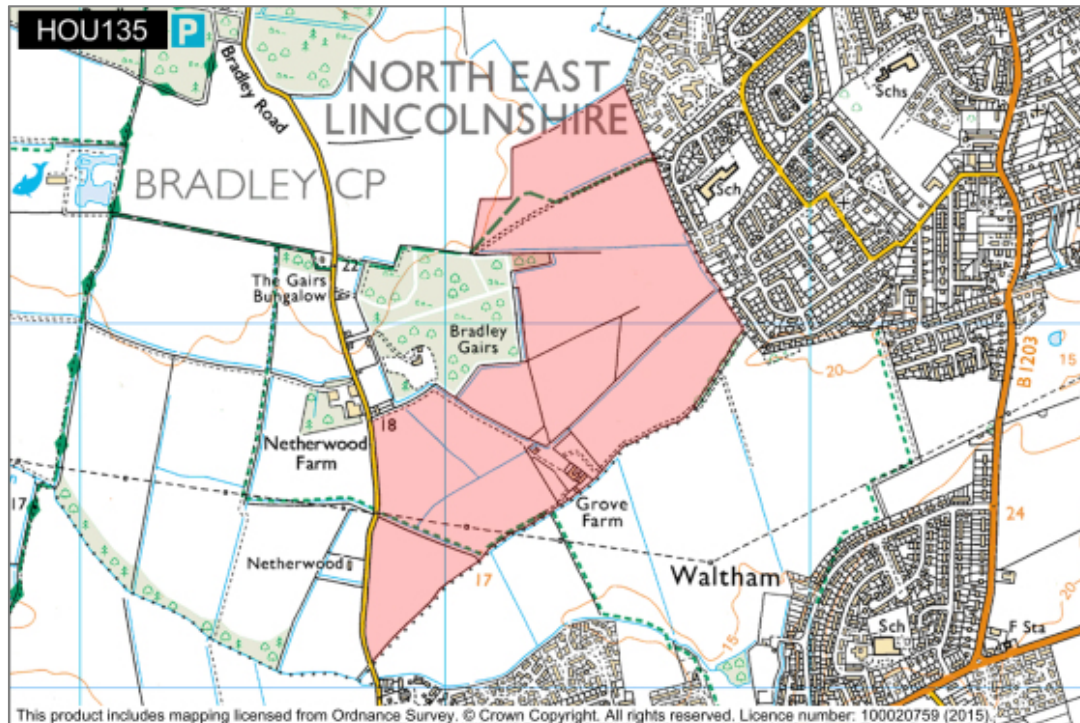 HOU135 P
Bradley Road
NORTH EAST
LINCOLNSHIRE
Schs
BRADLEY CP
Sch
22
The Gairs
Bungalow
Bradley
Gairs
B 1203
20
15
18
Netherwood
Farm
17
Grove
Farm
24
Netherwood
17
Waltham
15
Sch
F Sta
20
This product includes mapping licensed from Ordnance Survey. © Crown Copyright. All rights reserved. Licence number: 100020759 (2015).